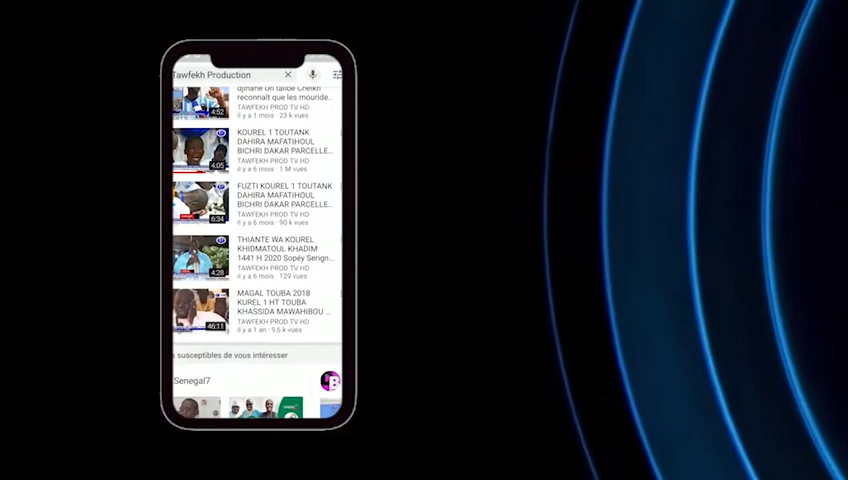 Tawfekh Production
djihane un talibe Cheikh
reconnaît que les mouride…
TAWFEKH PROD TV HD
il y a 1 mois · 23 k vues
4:52
KOUREL 1 TOUTANK
DAHIRA MAFATIHOUL
BICHRI DAKAR PARCELLE…
TAWFEKH PROD TV HD
il y a 6 mois · 1 M vues
4:05
FUZTI KOUREL 1 TOUTANK
DAHIRA MAFATIHOUL
BICHRI DAKAR PARCELLE…
TAWFEKH PROD TV HD
il y a 6 mois · 90 k vues
6:34
THIANTE WA KOUREL
KHIDMATOUL KHADIM
1441 H 2020 Sopéy Serign…
TAWFEKH PROD TV HD
il y a 6 mois · 129 vues
4:28
MAGAL TOUBA 2018
KUREL 1 HT TOUBA
KHASSIDA MAWAHIBOU …
TAWFEKH PROD TV HD
il y a 1 an · 9,6 k vues
46:11
s susceptibles de vous intéresser
Senegal7
B